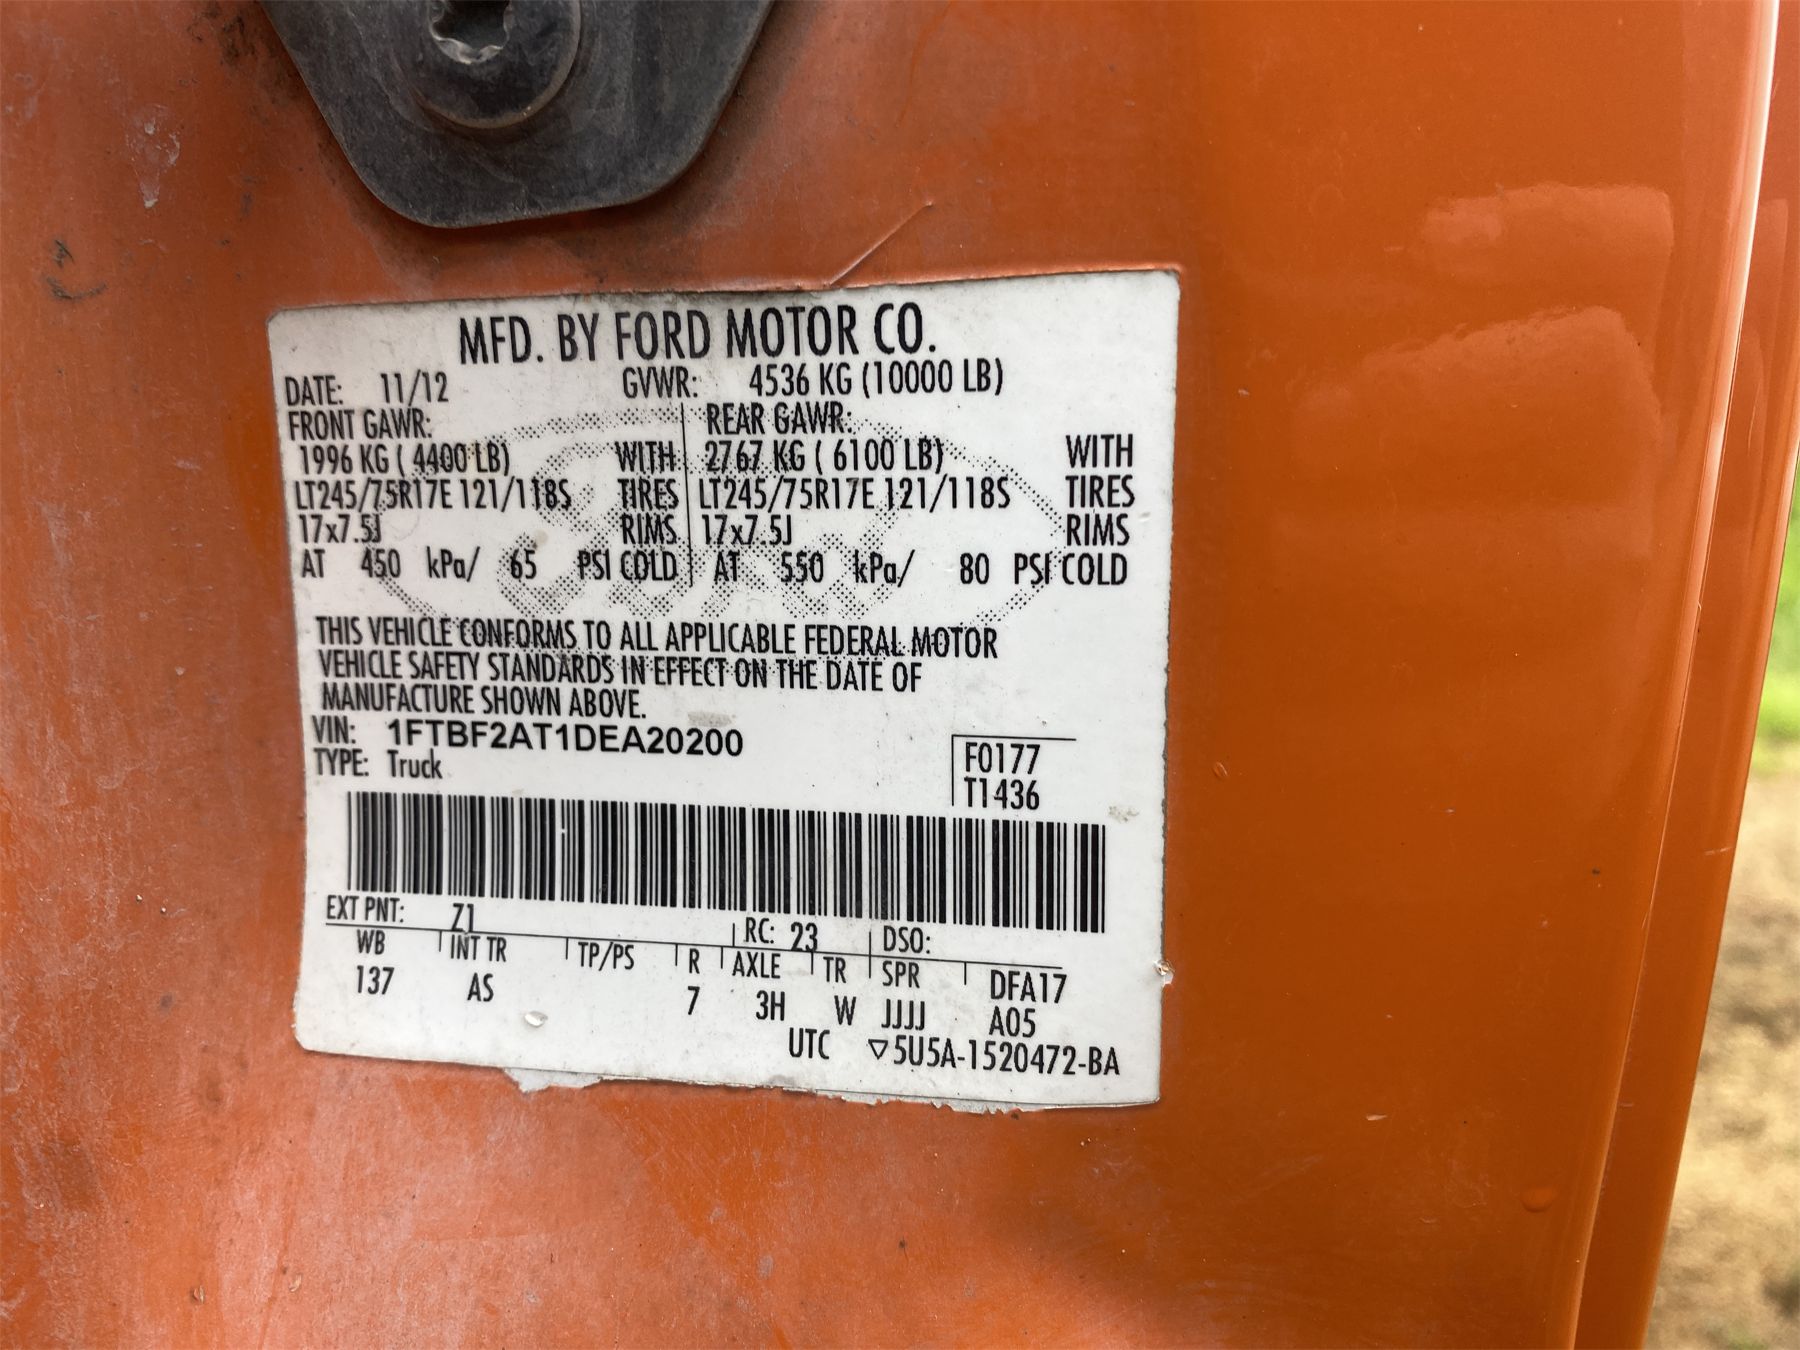 MFD. BY FORD MOTOR CO.
DATE: 11/12 GVWR: 4536 KG (10000 LB)
FRONT GAWR: REAR GAWR:
1996 KG ( 4400 LB) WITH 2767 KG ( 6100 LB) WITH
LT245/75R17E 121/118S TIRES LT245/75R17E 121/118S TIRES
17x7.5J RIMS 17x7.5J RIMS
AT 450 kPa/ 65 PSI COLD AT 550 kPa/ 80 PSI COLD
THIS VEHICLE CONFORMS TO ALL APPLICABLE FEDERAL MOTOR
VEHICLE SAFETY STANDARDS IN EFFECT ON THE DATE OF
MANUFACTURE SHOWN ABOVE.
VIN: 1FTBF2AT1DEA20200
TYPE: Truck
F0177
T1436
EXT PNT: Z1 RC: 23 DSO:
WB INT TR TP/PS R AXLE TR SPR DFA17
137 AS 7 3H W JJJJ A05
UTC ▽5U5A-1520472-BA